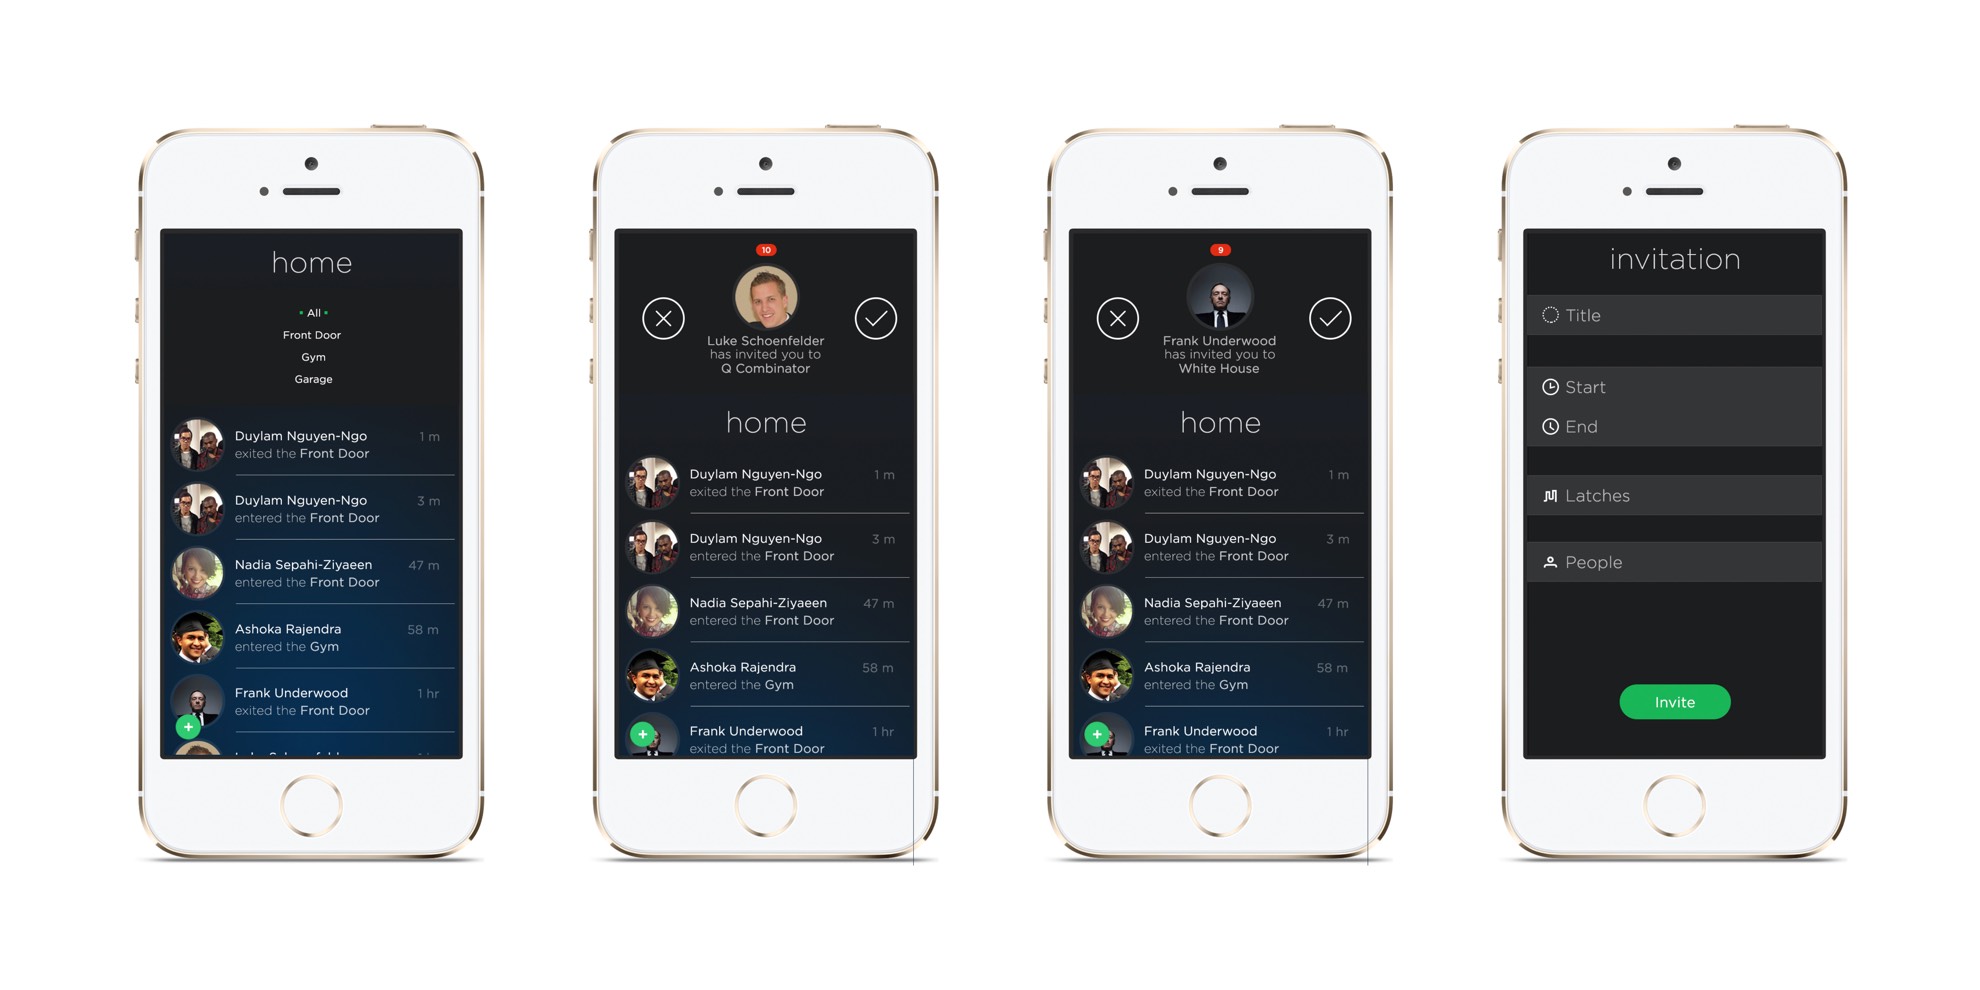 home
All
Front Door
Gym
Garage
Duylam Nguyen-Ngo 1 m
exited the Front Door
Duylam Nguyen-Ngo 3 m
entered the Front Door
Nadia Sepahi-Ziyaeen 47 m
entered the Front Door
Ashoka Rajendra 58 m
entered the Gym
Frank Underwood 1 hr
exited the Front Door
10
Luke Schoenfelder
has invited you to
Q Combinator
home
Duylam Nguyen-Ngo 1 m
exited the Front Door
Duylam Nguyen-Ngo 3 m
entered the Front Door
Nadia Sepahi-Ziyaeen 47 m
entered the Front Door
Ashoka Rajendra 58 m
entered the Gym
Frank Underwood 1 hr
exited the Front Door
9
Frank Underwood
has invited you to
White House
home
Duylam Nguyen-Ngo 1 m
exited the Front Door
Duylam Nguyen-Ngo 3 m
entered the Front Door
Nadia Sepahi-Ziyaeen 47 m
entered the Front Door
Ashoka Rajendra 58 m
entered the Gym
Frank Underwood 1 hr
exited the Front Door
invitation
Title
Start
End
Latches
People
Invite